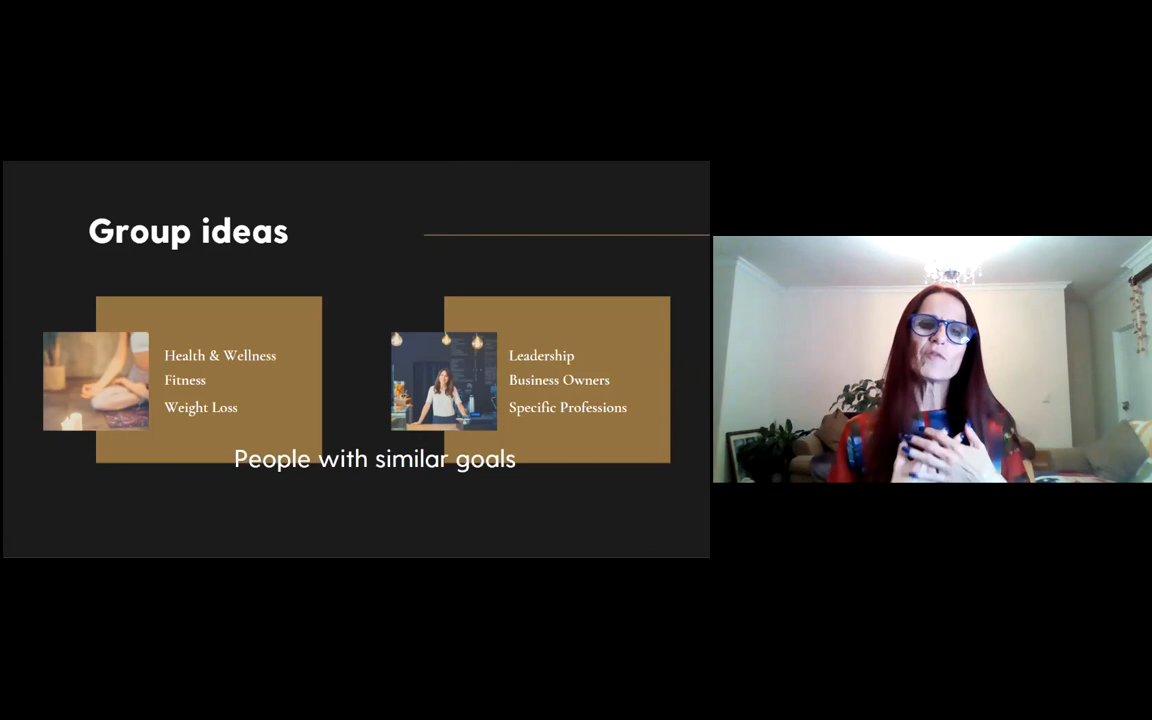 Group ideas
Health & Wellness
Fitness
Weight Loss
Leadership
Business Owners
Specific Professions
People with similar goals